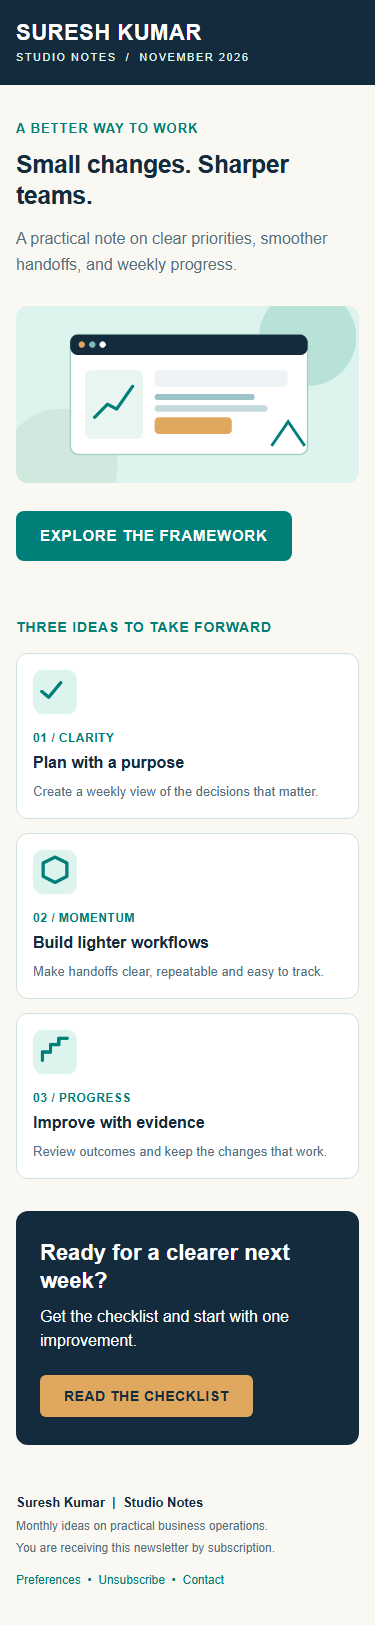 SURESH KUMAR
STUDIO NOTES / NOVEMBER 2026
A BETTER WAY TO WORK
Small changes. Sharper
teams.
A practical note on clear priorities, smoother
handoffs, and weekly progress.
EXPLORE THE FRAMEWORK
THREE IDEAS TO TAKE FORWARD
01 / CLARITY
Plan with a purpose
Create a weekly view of the decisions that matter.
02 / MOMENTUM
Build lighter workflows
Make handoffs clear, repeatable and easy to track.
03 / PROGRESS
Improve with evidence
Review outcomes and keep the changes that work.
Ready for a clearer next
week?
Get the checklist and start with one
improvement.
READ THE CHECKLIST
Suresh Kumar | Studio Notes
Monthly ideas on practical business operations.
You are receiving this newsletter by subscription.
Preferences • Unsubscribe • Contact